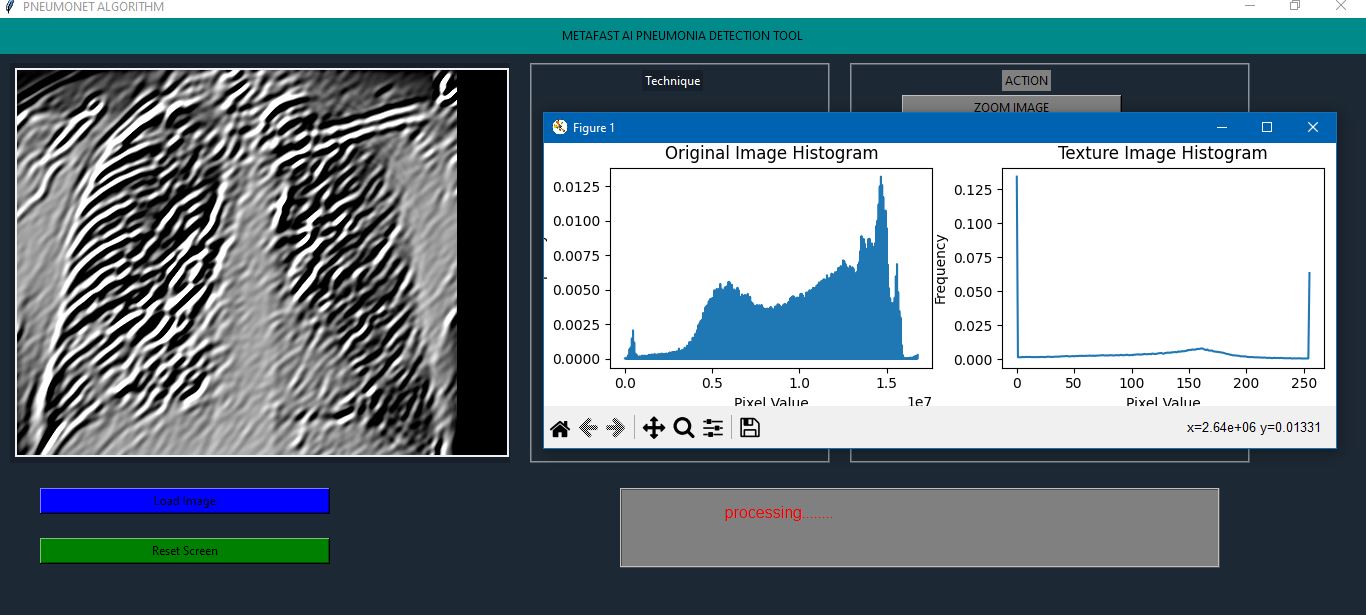 PNEUMONET ALGORITHM
METAFAST AI PNEUMONIA DETECTION TOOL
Technique
ACTION
ZOOM IMAGE
Figure 1
Original Image Histogram
0.0125
0.0100
0.0075
0.0050
0.0025
0.0000
0.0 0.5 1.0 1.5
Pixel Value
1e7
Texture Image Histogram
Frequency
0.125
0.100
0.075
0.050
0.025
0.000
0 50 100 150 200 250
Pixel Value
x=2.64e+06 y=0.01331
Load Image
Reset Screen
processing........